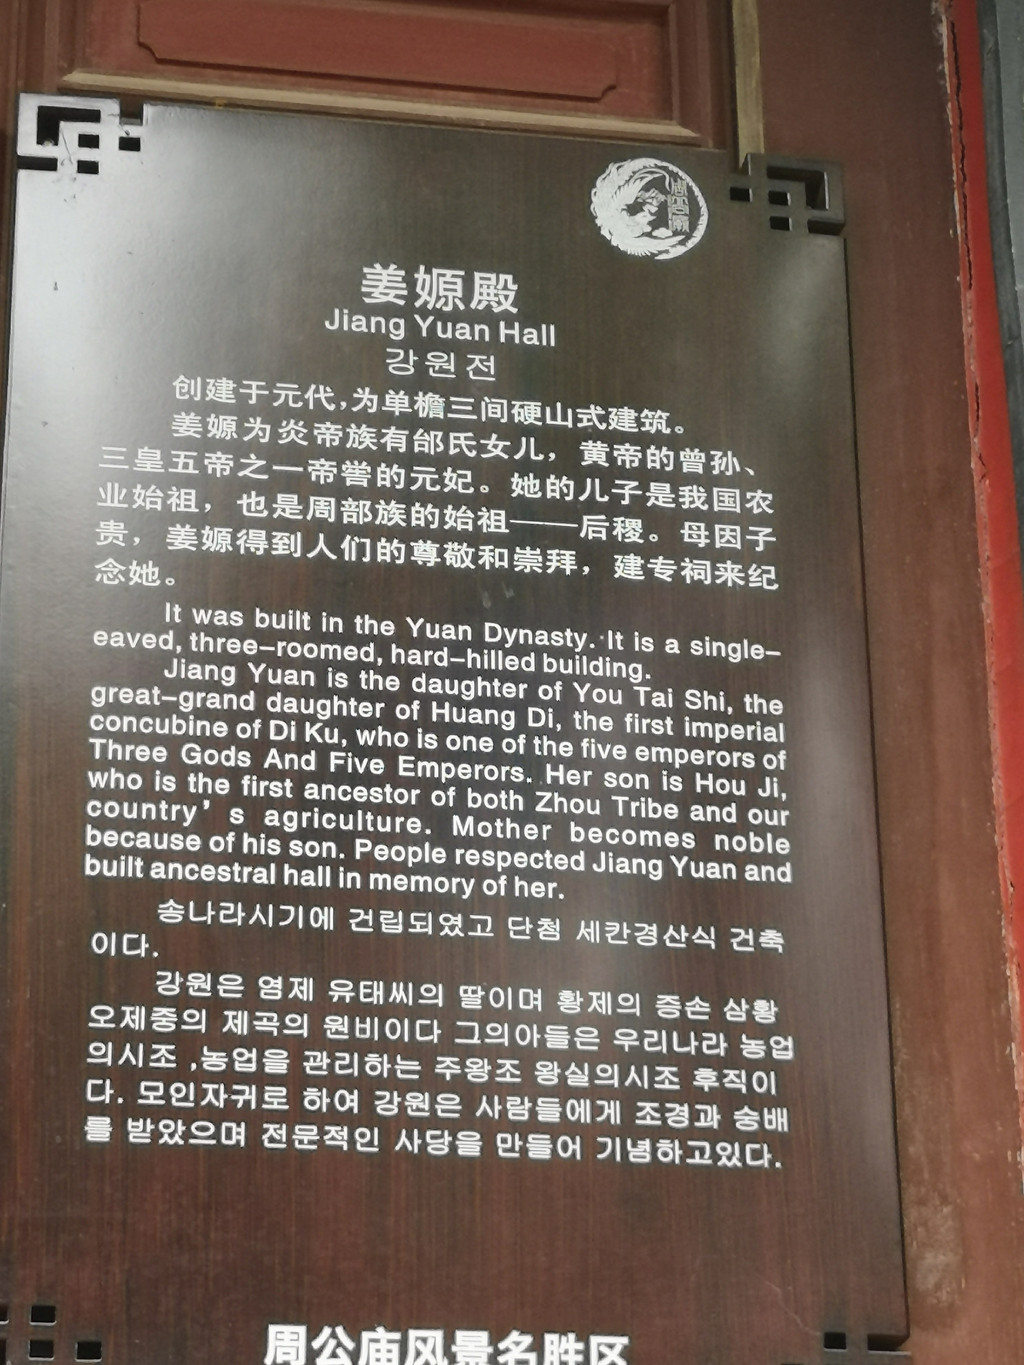 周公庙
姜嫄殿
Jiang Yuan Hall
강원전
创建于元代，为单檐三间硬山式建筑。
姜嫄为炎帝族有邰氏女儿，黄帝的曾孙、
三皇五帝之一帝喾的元妃。她的儿子是我国农
业始祖，也是周部族的始祖——后稷。母因子
贵，姜嫄得到人们的尊敬和崇拜，建专祠来纪
念她。
It was built in the Yuan Dynasty. It is a single-
eaved, three-roomed, hard-hilled building.
Jiang Yuan is the daughter of You Tai Shi, the
great-grand daughter of Huang Di, the first imperial
concubine of Di Ku, who is one of the five emperors of
Three Gods And Five Emperors. Her son is Hou Ji,
who is the first ancestor of both Zhou Tribe and our
country's agriculture. Mother becomes noble
because of his son. People respected Jiang Yuan and
built ancestral hall in memory of her.
송나라시기에 건립되였고 단첨 세칸경산식 건축
이다.
강원은 염제 유태씨의 딸이며 황제의 증손 삼황
오제중의 제곡의 원비이다 그의아들은 우리나라 농업
의시조 ,농업을 관리하는 주왕조 왕실의시조 후직이
다. 모인자귀로 하여 강원은 사람들에게 조경과 숭배
를 받았으며 전문적인 사당을 만들어 기념하고있다.
周公庙风景名胜区